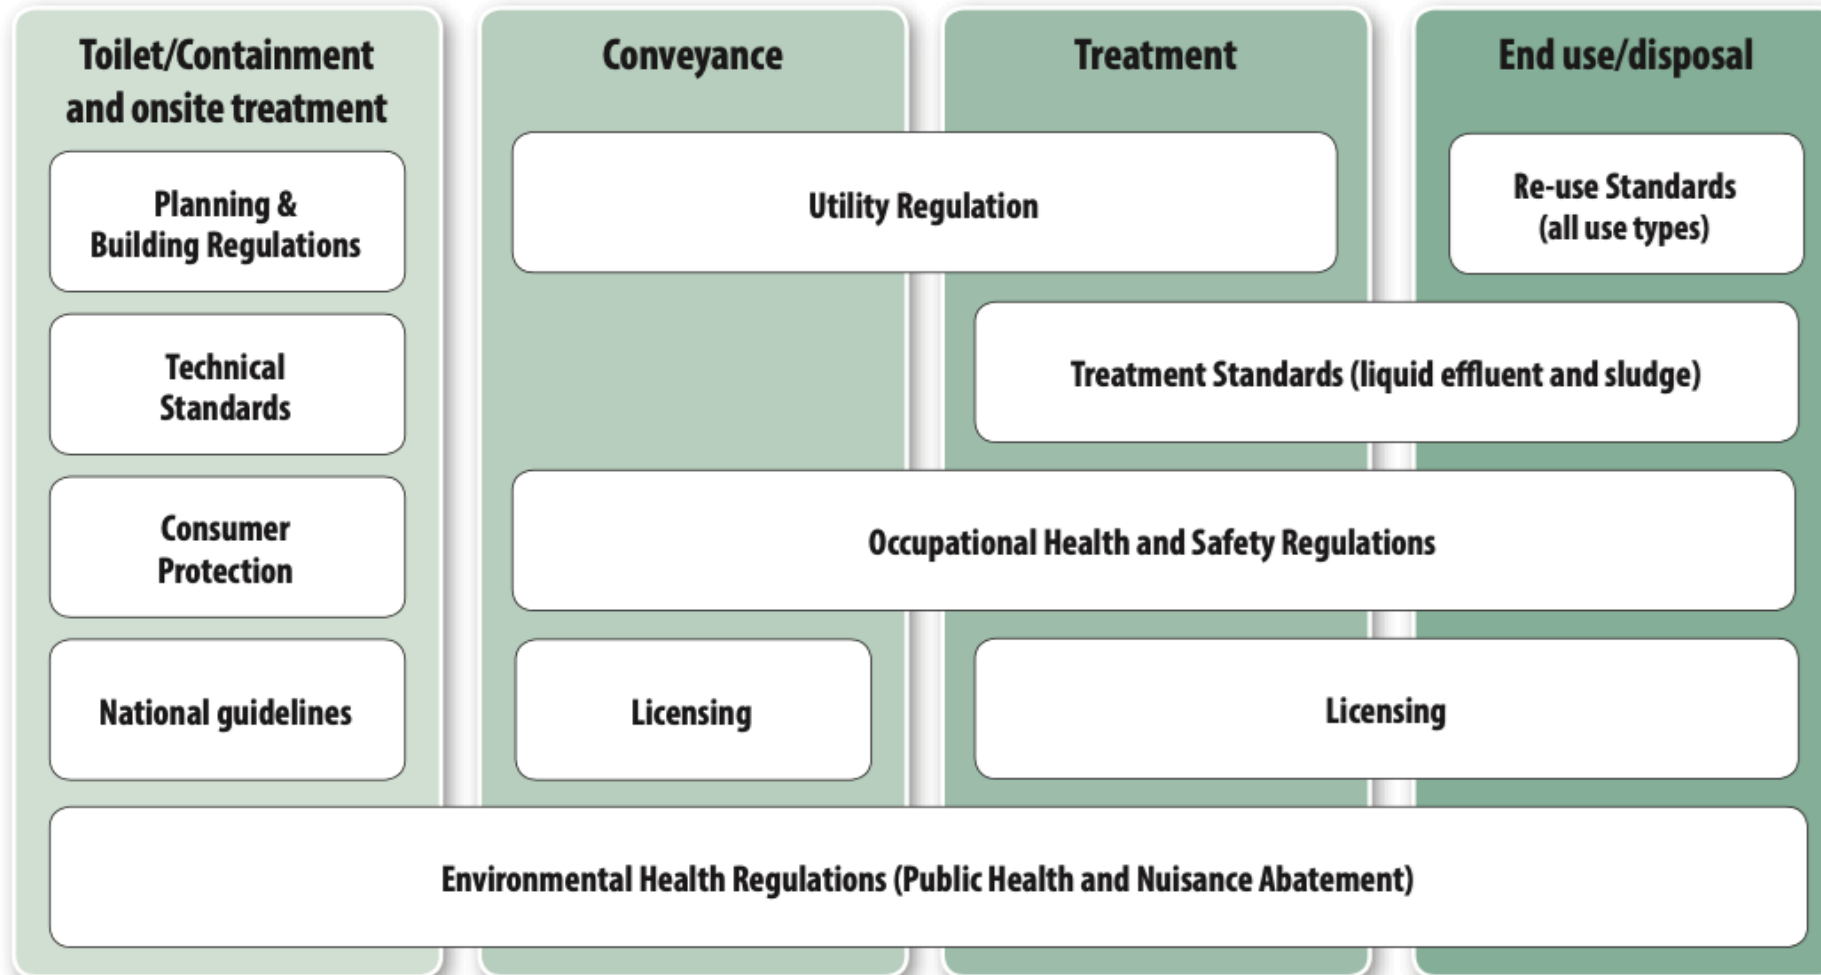 Toilet/Containment
and onsite treatment
Planning &
Building Regulations
Technical
Standards
Consumer
Protection
National guidelines
Conveyance
Treatment
End use/disposal
Utility Regulation
Re-use Standards
(all use types)
Treatment Standards (liquid effluent and sludge)
Occupational Health and Safety Regulations
Licensing
Licensing
Environmental Health Regulations (Public Health and Nuisance Abatement)